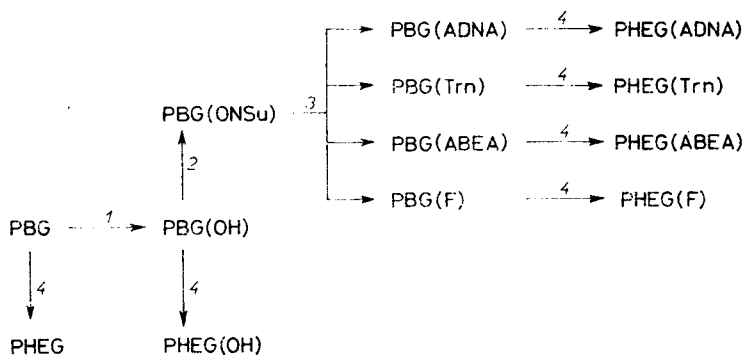 PBG(ADNA) 4 PHEG(ADNA)
PBG(Trn) 4 PHEG(Trn)
PBG(ONSu) 3
PBG(ABEA) 4 PHEG(ABEA)
2
PBG(F) 4 PHEG(F)
PBG 1 PBG(OH)
4 4
PHEG PHEG(OH)